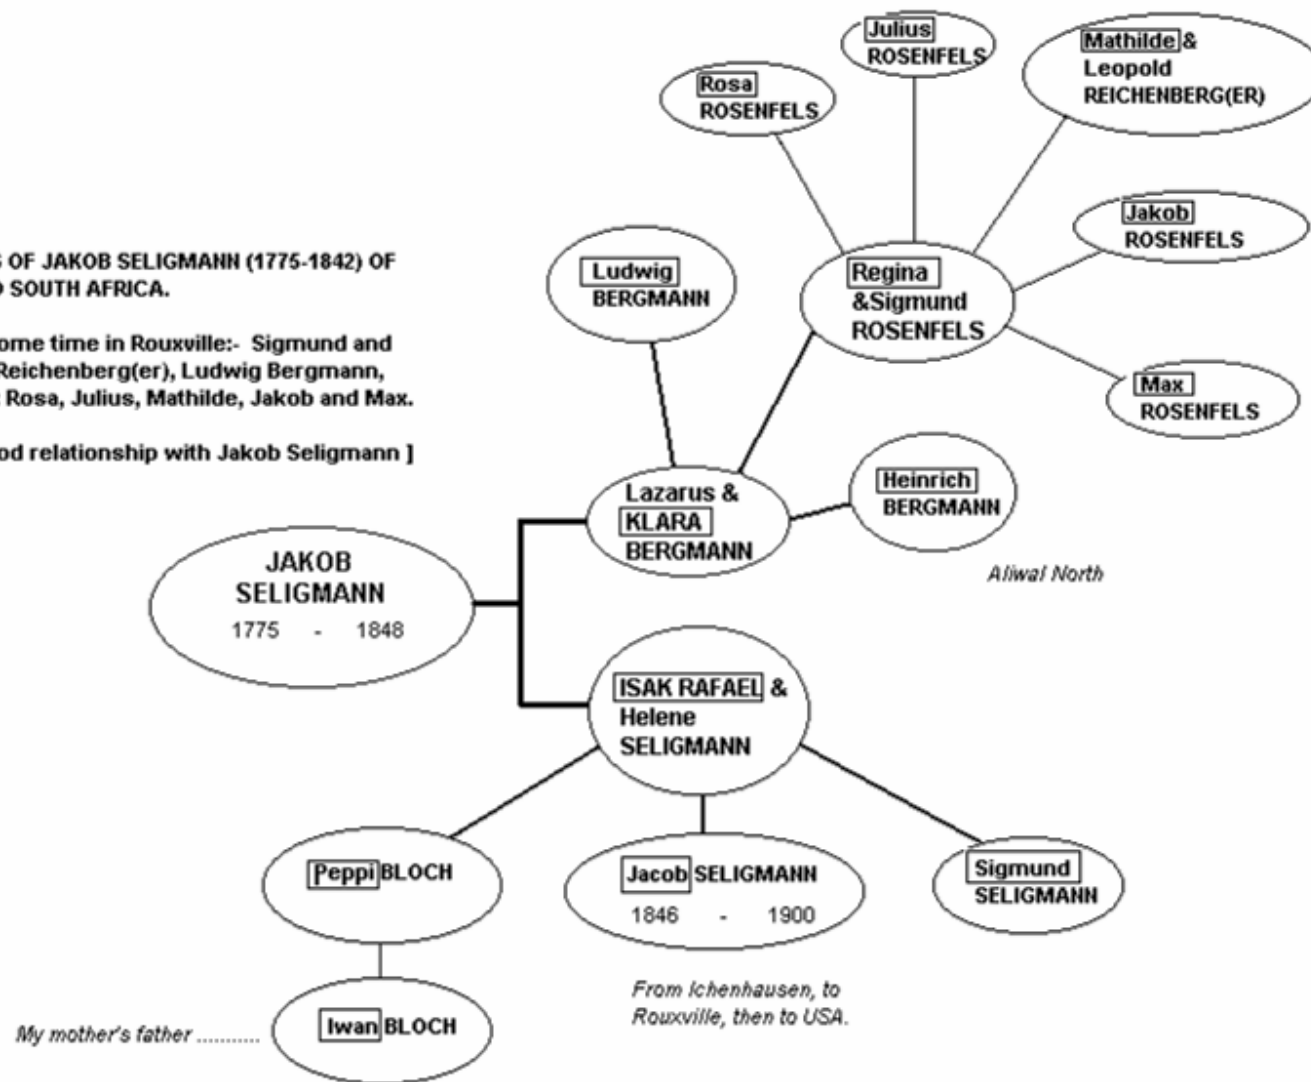 Julius
ROSENFELS
Mathilde &
Leopold
REICHENBERG(ER)
Rosa
ROSENFELS
Jakob
ROSENFELS
S OF JAKOB SELIGMANN (1775-1842) OF
SOUTH AFRICA.
Ludwig
BERGMANN
Regina
&Sigmund
ROSENFELS
ome time in Rouxville:- Sigmund and
Reichenberg(er), Ludwig Bergmann,
Rosa, Julius, Mathilde, Jakob and Max.
Max
ROSENFELS
od relationship with Jakob Seligmann ]
Lazarus &
KLARA
BERGMANN
Heinrich
BERGMANN
Aliwal North
JAKOB
SELIGMANN
1775 - 1848
ISAK RAFAEL &
Helene
SELIGMANN
Peppi BLOCH
Jacob SELIGMANN
1846 - 1900
Sigmund
SELIGMANN
From Ichenhausen, to
Rouxville, then to USA.
My mother's father ............
Iwan BLOCH